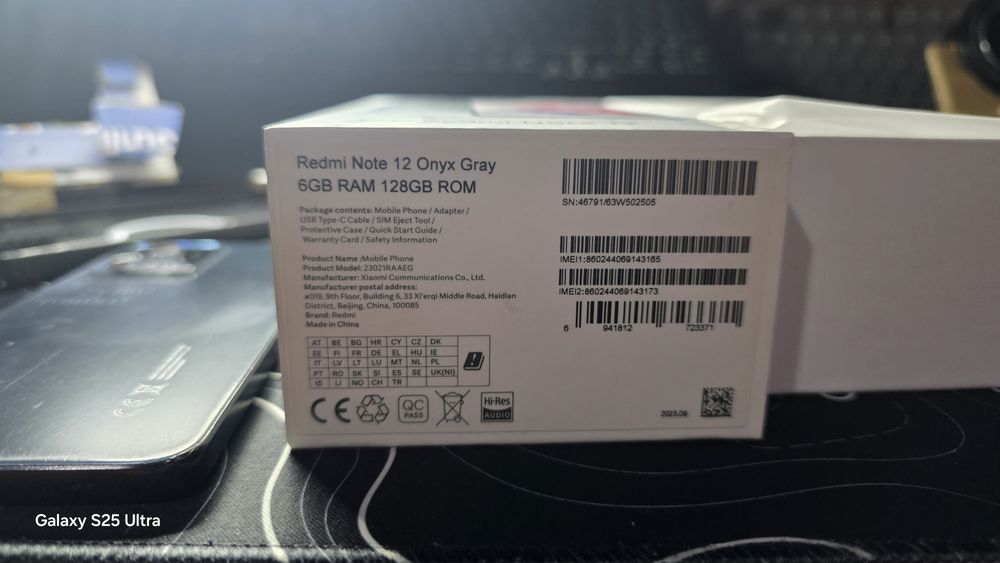 Redmi Note 12 Onyx Gray
6GB RAM 128GB ROM
Package contents: Mobile Phone / Adapter /
USB Type-C Cable / SIM Eject Tool /
Protective Case / Quick Start Guide /
Warranty Card / Safety Information
Product Name :Mobile Phone
Product Model: 23021RAAEG
Manufacturer: Xiaomi Communications Co., Ltd.
Manufacturer postal address:
#019, 9th Floor, Building 6, 33 Xi'erqi Middle Road, Haidian
District, Beijing, China, 100085
Brand: Redmi
Made in China
AT BE BG HR CY CZ DK
EE FI FR DE EL HU IE
IT LV LT LU MT NL PL
PT RO SK SI ES SE UK(NI)
IS LI NO CH TR
CE
QC
PASS
Hi-Res
AUDIO
SN:46791/63W502505
IMEI1:860244069143165
IMEI2:860244069143173
6 941812 723371
2023.09
Galaxy S25 Ultra